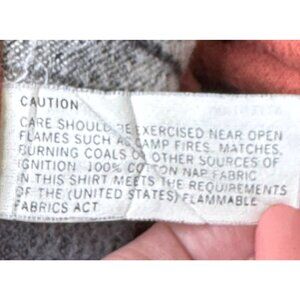 CAUTION
CARE SHOULD BE EXERCISED NEAR OPEN
FLAMES SUCH AS CAMP FIRES. MATCHES.
BURNING COALS OR OTHER SOURCES OF
IGNITION. 100% COTTON NAP FABRIC
IN THIS SHIRT MEETS THE REQUIREMENTS
OF THE (UNITED STATES) FLAMMABLE
FABRICS ACT.